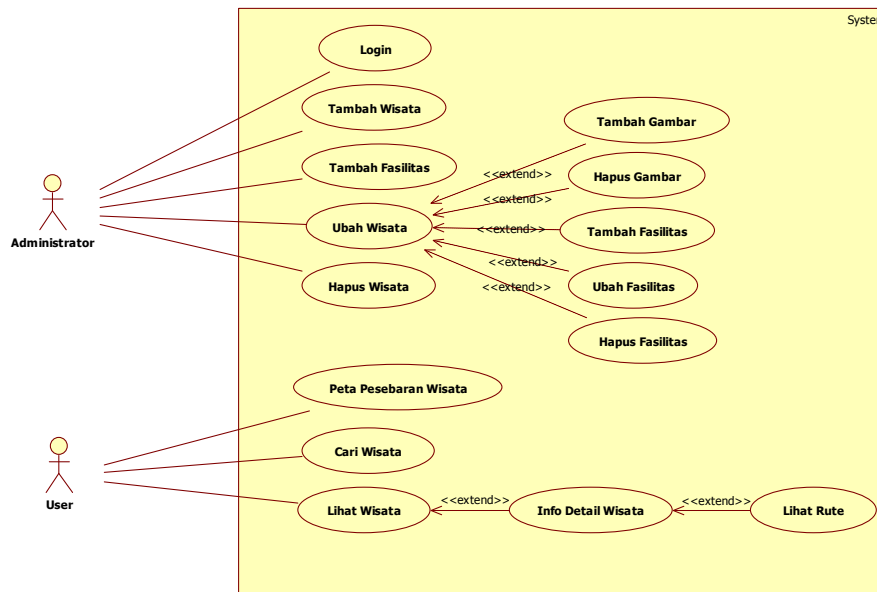 System
Login
Tambah Wisata
Tambah Gambar
Tambah Fasilitas
<<extend>>
Hapus Gambar
<<extend>>
Administrator
Ubah Wisata
<<extend>>
Tambah Fasilitas
<<extend>>
Hapus Wisata
<<extend>>
Ubah Fasilitas
Hapus Fasilitas
Peta Pesebaran Wisata
Cari Wisata
User
Lihat Wisata
<<extend>>
Info Detail Wisata
<<extend>>
Lihat Rute